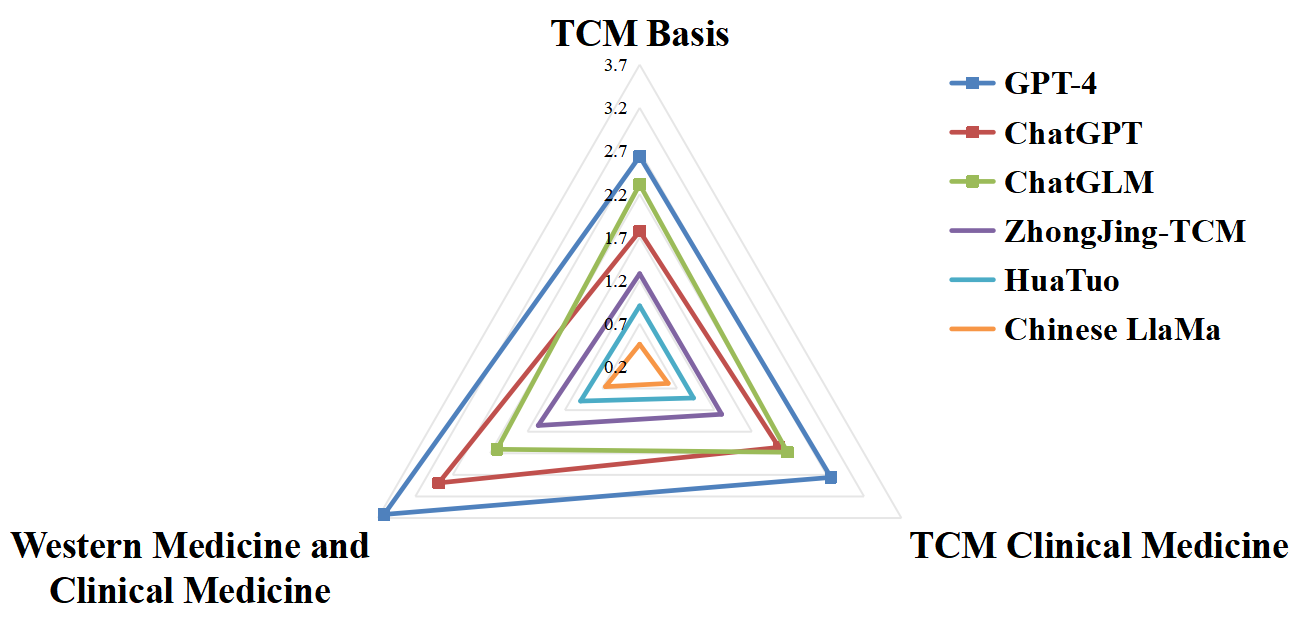 TCM Basis
3.7
3.2
2.7
2.2
1.7
1.2
0.7
0.2
GPT-4
ChatGPT
ChatGLM
ZhongJing-TCM
HuaTuo
Chinese LlaMa
Western Medicine and
Clinical Medicine
TCM Clinical Medicine